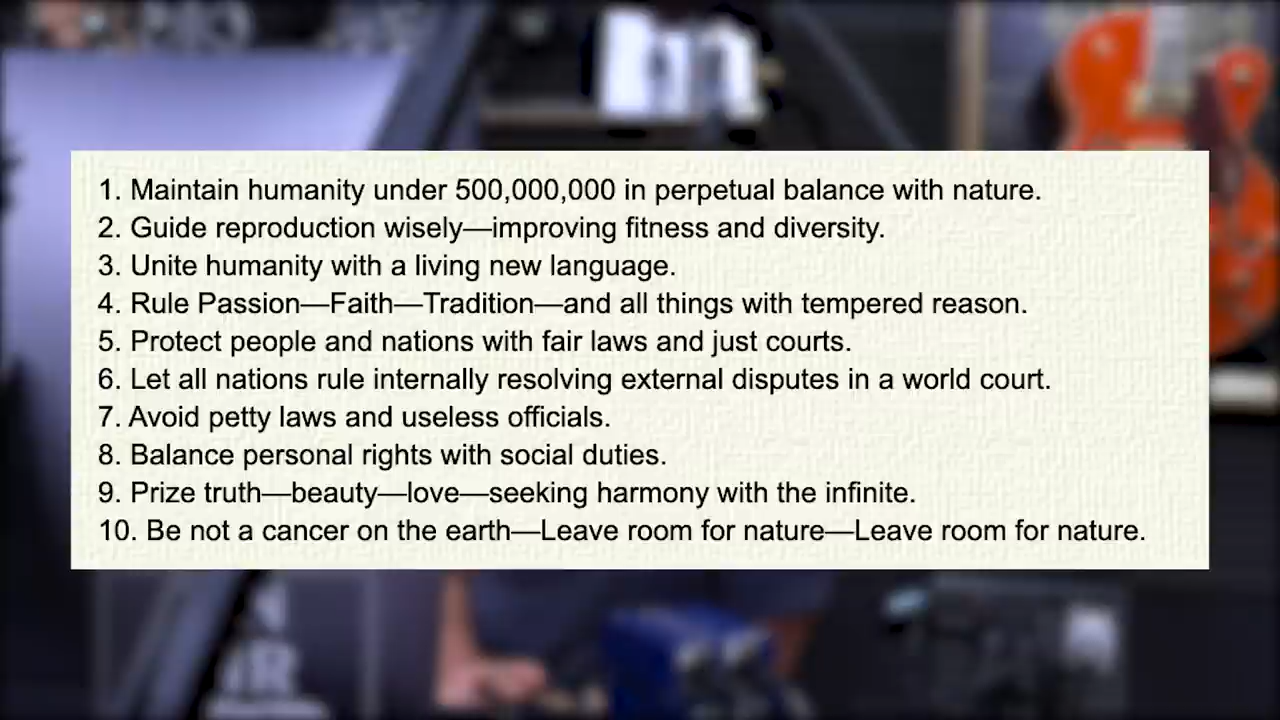 1. Maintain humanity under 500,000,000 in perpetual balance with nature.
2. Guide reproduction wisely—improving fitness and diversity.
3. Unite humanity with a living new language.
4. Rule Passion—Faith—Tradition—and all things with tempered reason.
5. Protect people and nations with fair laws and just courts.
6. Let all nations rule internally resolving external disputes in a world court.
7. Avoid petty laws and useless officials.
8. Balance personal rights with social duties.
9. Prize truth—beauty—love—seeking harmony with the infinite.
10. Be not a cancer on the earth—Leave room for nature—Leave room for nature.